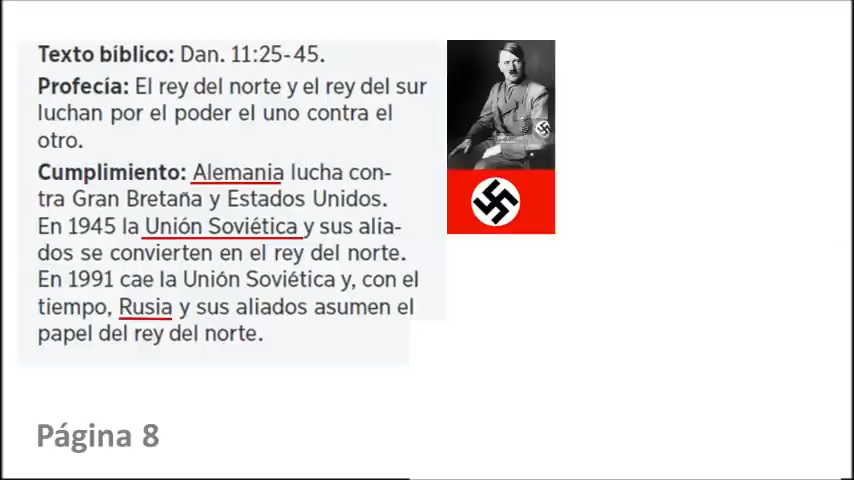 Texto bíblico: Dan. 11:25-45.
Profecía: El rey del norte y el rey del sur
luchan por el poder el uno contra el
otro.
Cumplimiento: Alemania lucha con-
tra Gran Bretaña y Estados Unidos.
En 1945 la Unión Soviética y sus alia-
dos se convierten en el rey del norte.
En 1991 cae la Unión Soviética y, con el
tiempo, Rusia y sus aliados asumen el
papel del rey del norte.
Página 8